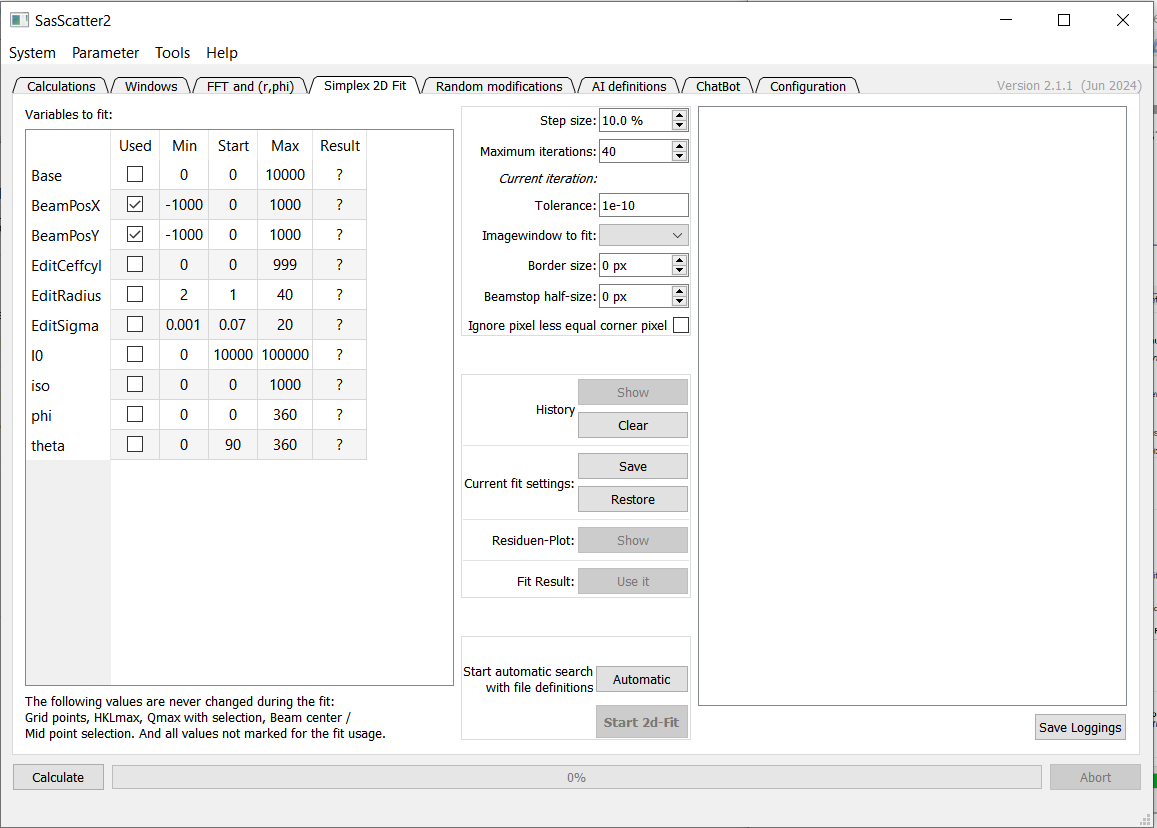 SasScatter2
System Parameter Tools Help
Calculations Windows FFT and (r,phi) Simplex 2D Fit Random modifications AI definitions ChatBot Configuration Version 2.1.1 (Jun 2024)
Variables to fit:
Used Min Start Max Result
Base 0 0 10000 ?
BeamPosX -1000 0 1000 ?
BeamPosY -1000 0 1000 ?
EditCeffcyl 0 0 999 ?
EditRadius 2 1 40 ?
EditSigma 0.001 0.07 20 ?
I0 0 10000 100000 ?
iso 0 0 1000 ?
phi 0 0 360 ?
theta 0 90 360 ?
The following values are never changed during the fit:
Grid points, HKLmax, Qmax with selection, Beam center /
Mid point selection. And all values not marked for the fit usage.
Step size: 10.0 %
Maximum iterations: 40
Current iteration:
Tolerance: 1e-10
Imagewindow to fit:
Border size: 0 px
Beamstop half-size: 0 px
Ignore pixel less equal corner pixel
History
Show
Clear
Current fit settings:
Save
Restore
Residuen-Plot: Show
Fit Result: Use it
Start automatic search
with file definitions
Automatic
Start 2d-Fit
Save Loggings
Calculate 0% Abort